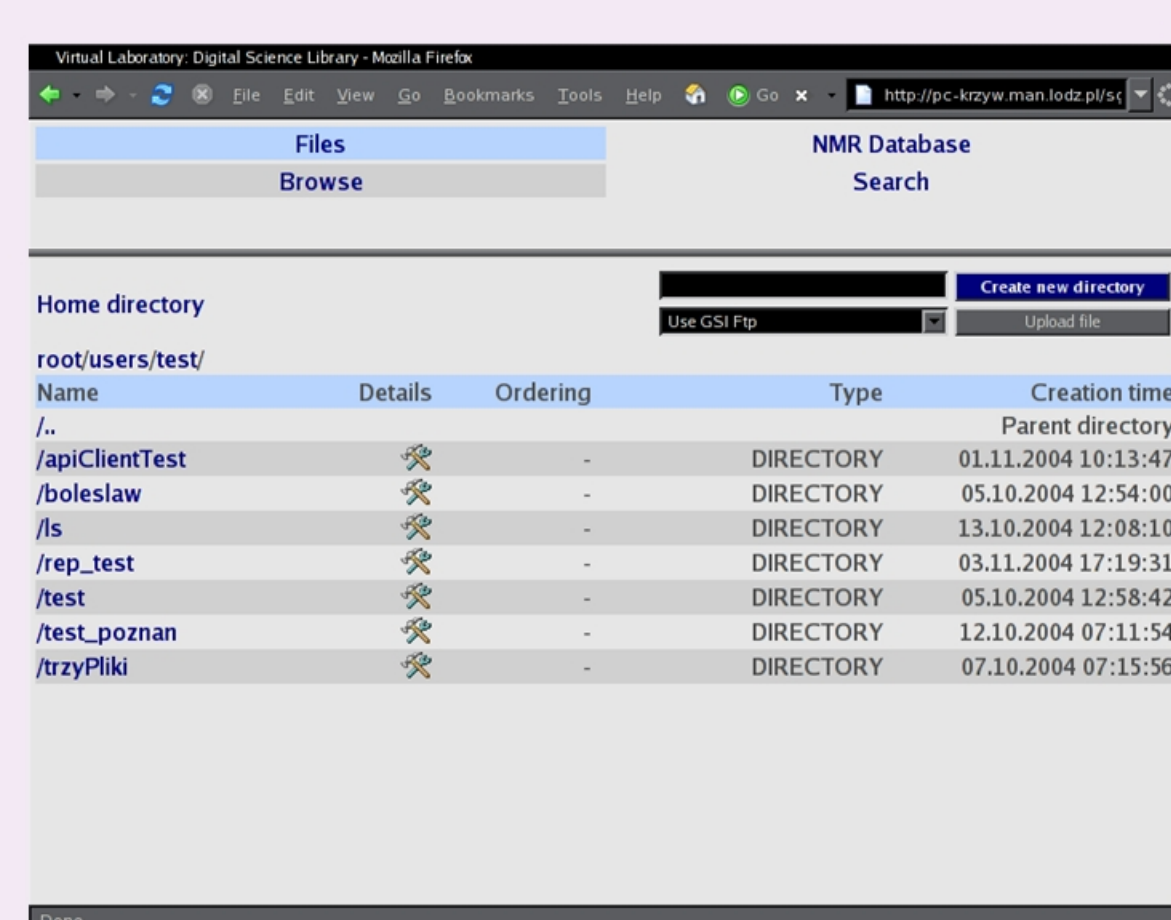 Virtual Laboratory: Digital Science Library - Mozilla Firefox
File Edit View Go Bookmarks Tools Help Go http://pc-krzyw.man.lodz.pl/sc
Files NMR Database
Browse Search
Create new directory
Home directory
Use GSI Ftp Upload file
root/users/test/
Name Details Ordering Type Creation time
/.. Parent directory
/apiClientTest - DIRECTORY 01.11.2004 10:13:47
/boleslaw - DIRECTORY 05.10.2004 12:54:00
/ls - DIRECTORY 13.10.2004 12:08:10
/rep_test - DIRECTORY 03.11.2004 17:19:31
/test - DIRECTORY 05.10.2004 12:58:42
/test_poznan - DIRECTORY 12.10.2004 07:11:54
/trzyPliki - DIRECTORY 07.10.2004 07:15:56
Done